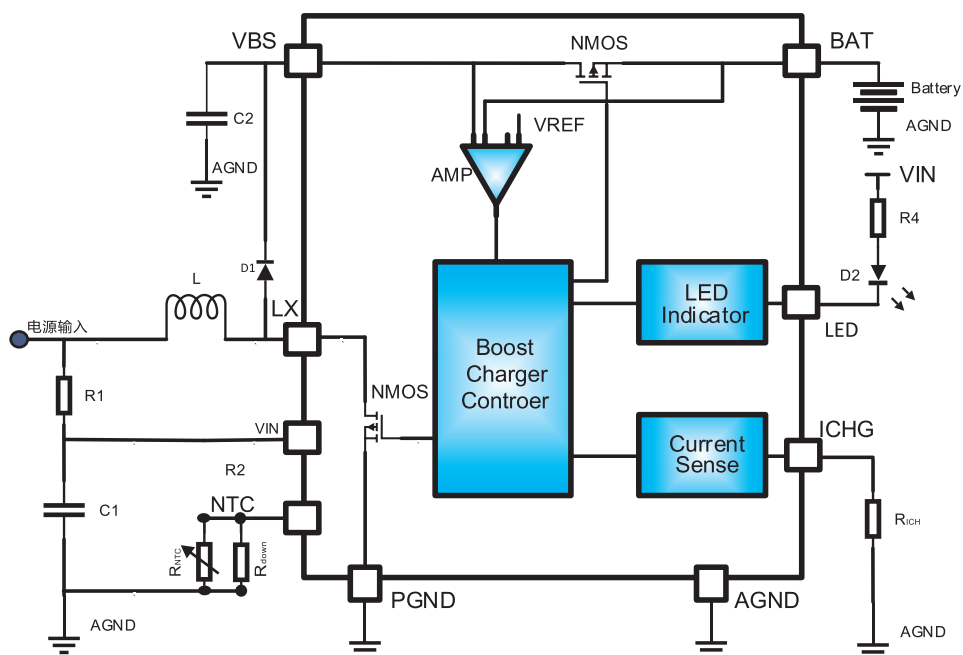 VBS
NMOS
BAT
C2
VREF
Battery
AGND
AGND
AMP
VIN
R4
D1
D2
L
LX
LED
Indicator
LED
电源输入
Boost
Charger
Controer
R1
NMOS
VIN
ICHG
Current
Sense
R2
NTC
C1
RICH
RNTC
Rdown
PGND
AGND
AGND
AGND